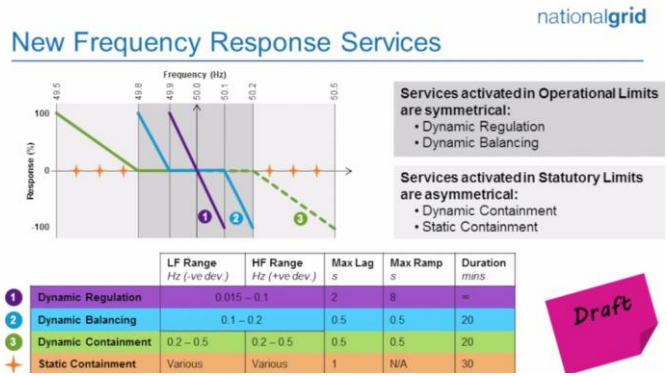 nationalgrid
New Frequency Response Services
Frequency (Hz)
49.5
49.8
49.9
50.0
50.1
50.2
50.5
Response (%)
100
0
-100
1
2
3
Services activated in Operational Limits
are symmetrical:
• Dynamic Regulation
• Dynamic Balancing
Services activated in Statutory Limits
are asymmetrical:
• Dynamic Containment
• Static Containment
LF Range HF Range Max Lag Max Ramp Duration
Hz (-ve dev.) Hz (+ve dev.) s s mins
1 Dynamic Regulation 0.015 – 0.1 2 8 ∞
2 Dynamic Balancing 0.1 – 0.2 0.5 0.5 20
3 Dynamic Containment 0.2 – 0.5 0.2 – 0.5 0.5 0.5 20
Static Containment Various Various 1 N/A 30
Draft